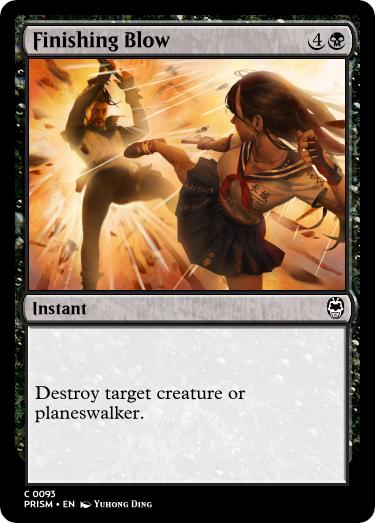 Finishing Blow 4
Instant
Destroy target creature or
planeswalker.
C 0093
PRISM • EN Yuhong Ding